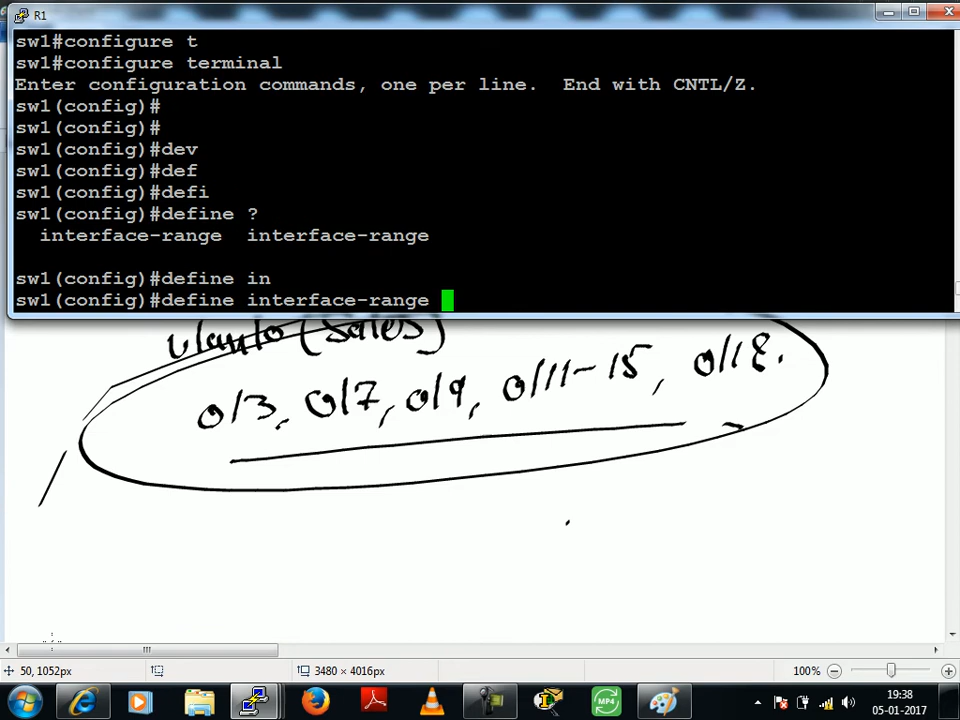 R1
sw1#configure t
sw1#configure terminal
Enter configuration commands, one per line.  End with CNTL/Z.
sw1(config)#
sw1(config)#
sw1(config)#dev
sw1(config)#def
sw1(config)#defi
sw1(config)#define ?
  interface-range  interface-range
sw1(config)#define in
sw1(config)#define interface-range
(Sales)
0/3, 0/7, 0/9, 0/11-15, 0/18.
50, 1052px
3480 × 4016px
100%
MP4
19:38
05-01-2017